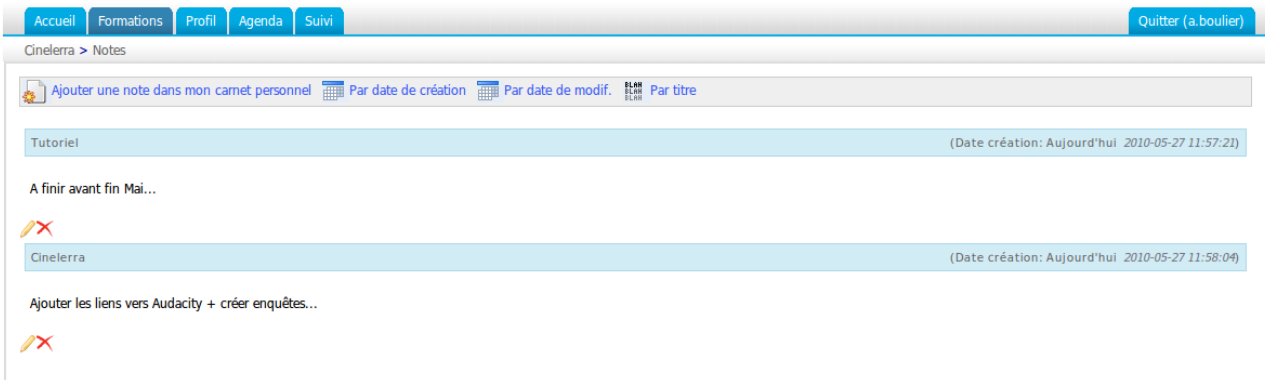 Accueil Formations Profil Agenda Suivi Quitter (a.boulier)
Cinelerra > Notes
Ajouter une note dans mon carnet personnel Par date de création Par date de modif. BLAH BLAH BLAH Par titre
Tutoriel (Date création: Aujourd'hui 2010-05-27 11:57:21)
A finir avant fin Mai...
Cinelerra (Date création: Aujourd'hui 2010-05-27 11:58:04)
Ajouter les liens vers Audacity + créer enquêtes...